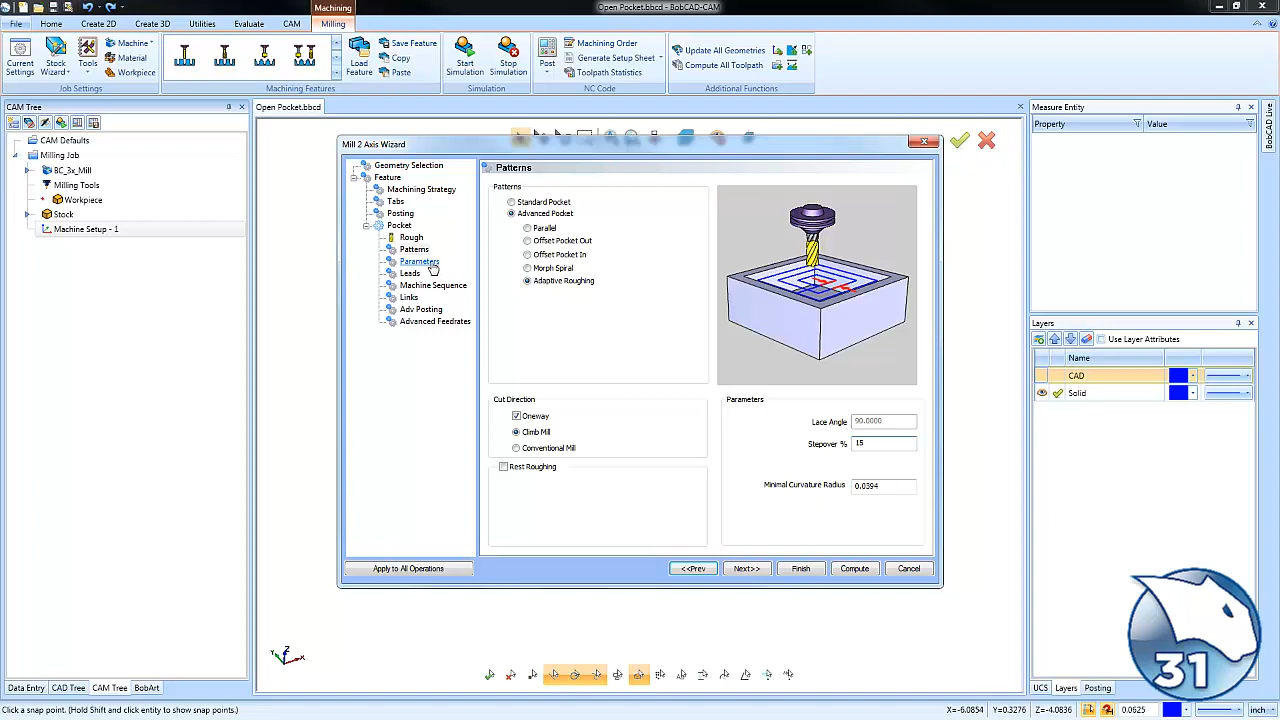 Open Pocket.bbcd - BobCAD-CAM
Machining
File Home Create 2D Create 3D Utilities Evaluate CAM Milling
Current Settings
Stock Wizard
Tools
Machine
Material
Workpiece
Job Settings
Machining Features
Load Feature
Save Feature
Copy
Paste
Start Simulation
Stop Simulation
Simulation
Post
Machining Order
Generate Setup Sheet
Toolpath Statistics
NC Code
Update All Geometries
Compute All Toolpath
Additional Functions
CAM Tree
CAM Defaults
Milling Job
BC_3x_Mill
Milling Tools
Workpiece
Stock
Machine Setup - 1
Open Pocket.bbcd
Mill 2 Axis Wizard
Geometry Selection
Feature
Machining Strategy
Tabs
Posting
Pocket
Rough
Patterns
Parameters
Leads
Machine Sequence
Links
Adv Posting
Advanced Feedrates
Patterns
Patterns
Standard Pocket
Advanced Pocket
Parallel
Offset Pocket Out
Offset Pocket In
Morph Spiral
Adaptive Roughing
Cut Direction
Oneway
Climb Mill
Conventional Mill
Rest Roughing
Parameters
Lace Angle 90.0000
Stepover % 15
Minimal Curvature Radius 0.0394
Apply to All Operations
<<Prev Next>> Finish Compute Cancel
Measure Entity
Property Value
BobCAD Live
Layers
Use Layer Attributes
Name
CAD
Solid
31
Z
Y
X
Data Entry CAD Tree CAM Tree BobArt
UCS Layers Posting
Click a snap point. (Hold Shift and click entity to show snap points.)
X=-6.0854 Y=0.3276 Z=-4.0836 0.0625 inch